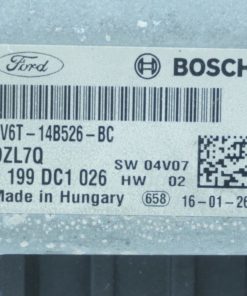 Ford BOSCH
V6T-14B526-BC
ZL7Q
SW 04V07
199 DC1 026 HW 02
Made in Hungary 658 16-01-26